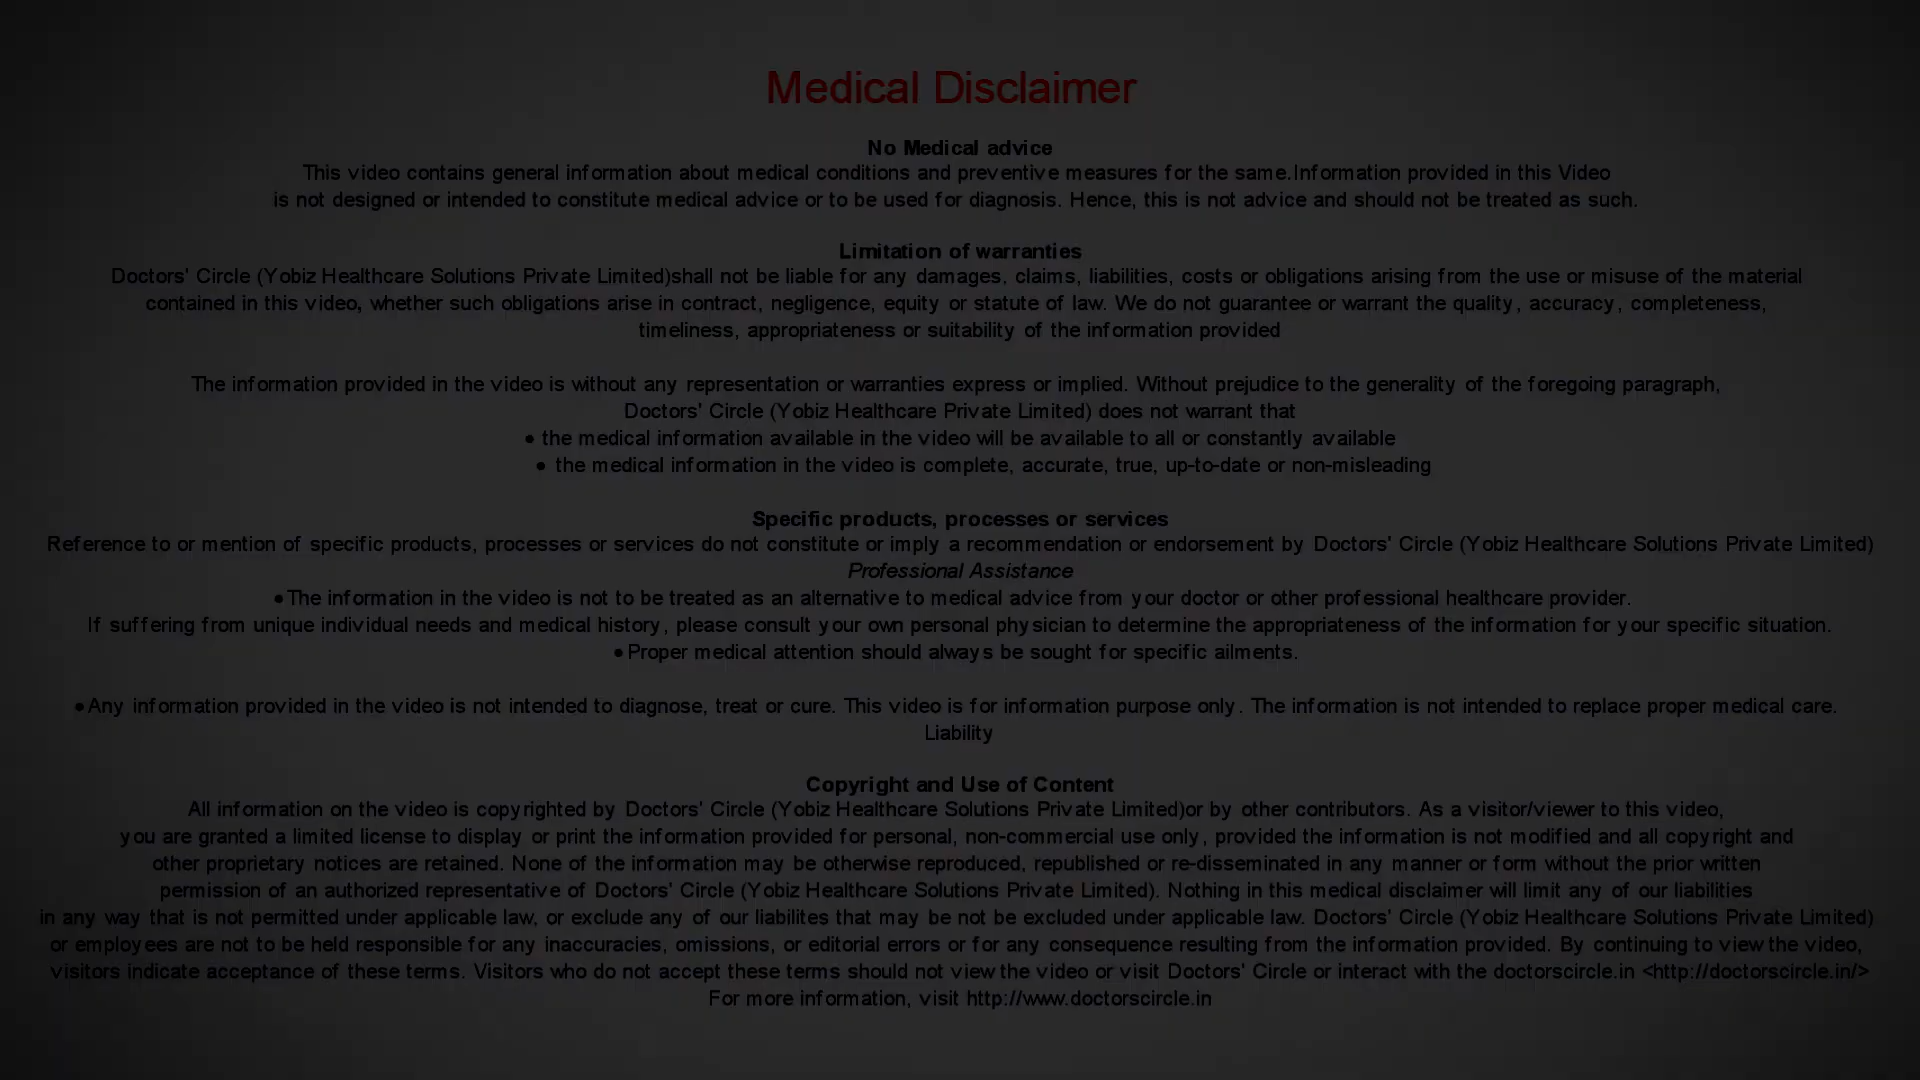 Medical Disclaimer
No Medical advice
This video contains general information about medical conditions and preventive measures for the same.Information provided in this Video
is not designed or intended to constitute medical advice or to be used for diagnosis. Hence, this is not advice and should not be treated as such.
Limitation of warranties
Doctors' Circle (Yobiz Healthcare Solutions Private Limited)shall not be liable for any damages, claims, liabilities, costs or obligations arising from the use or misuse of the material
contained in this video, whether such obligations arise in contract, negligence, equity or statute of law. We do not guarantee or warrant the quality, accuracy, completeness,
timeliness, appropriateness or suitability of the information provided
The information provided in the video is without any representation or warranties express or implied. Without prejudice to the generality of the foregoing paragraph,
Doctors' Circle (Yobiz Healthcare Private Limited) does not warrant that
● the medical information available in the video will be available to all or constantly available
● the medical information in the video is complete, accurate, true, up-to-date or non-misleading
Specific products, processes or services
Reference to or mention of specific products, processes or services do not constitute or imply a recommendation or endorsement by Doctors' Circle (Yobiz Healthcare Solutions Private Limited)
Professional Assistance
●The information in the video is not to be treated as an alternative to medical advice from your doctor or other professional healthcare provider.
If suffering from unique individual needs and medical history, please consult your own personal physician to determine the appropriateness of the information for your specific situation.
●Proper medical attention should always be sought for specific ailments.
●Any information provided in the video is not intended to diagnose, treat or cure. This video is for information purpose only. The information is not intended to replace proper medical care.
Liability
Copyright and Use of Content
All information on the video is copyrighted by Doctors' Circle (Yobiz Healthcare Solutions Private Limited)or by other contributors. As a visitor/viewer to this video,
you are granted a limited license to display or print the information provided for personal, non-commercial use only, provided the information is not modified and all copyright and
other proprietary notices are retained. None of the information may be otherwise reproduced, republished or re-disseminated in any manner or form without the prior written
permission of an authorized representative of Doctors' Circle (Yobiz Healthcare Solutions Private Limited). Nothing in this medical disclaimer will limit any of our liabilities
in any way that is not permitted under applicable law, or exclude any of our liabilites that may be not be excluded under applicable law. Doctors' Circle (Yobiz Healthcare Solutions Private Limited)
or employees are not to be held responsible for any inaccuracies, omissions, or editorial errors or for any consequence resulting from the information provided. By continuing to view the video,
visitors indicate acceptance of these terms. Visitors who do not accept these terms should not view the video or visit Doctors' Circle or interact with the doctorscircle.in <http://doctorscircle.in/>
For more information, visit http://www.doctorscircle.in